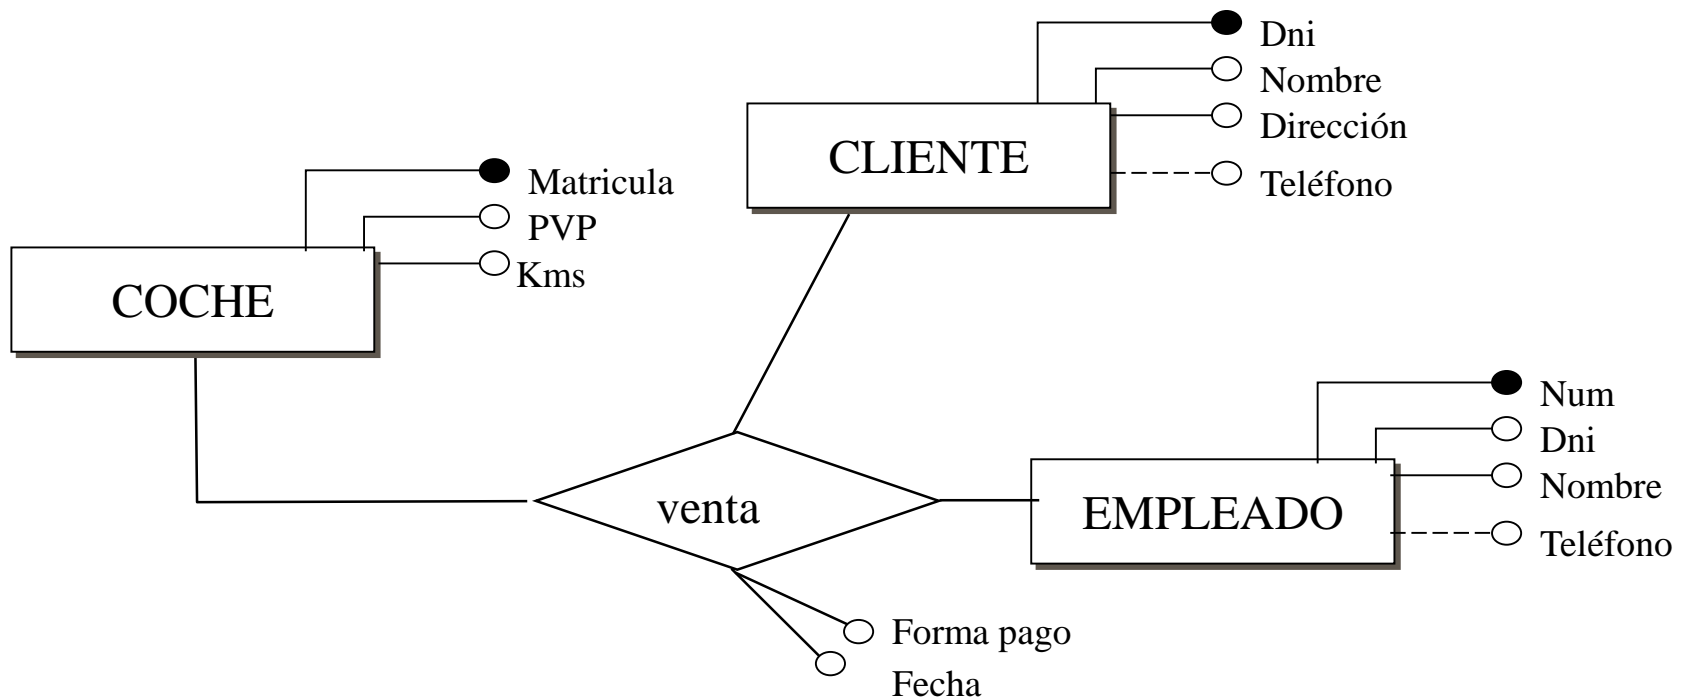 Dni
Nombre
Dirección
Teléfono
CLIENTE
Matricula
PVP
Kms
COCHE
Num
Dni
Nombre
Teléfono
EMPLEADO
venta
Forma pago
Fecha